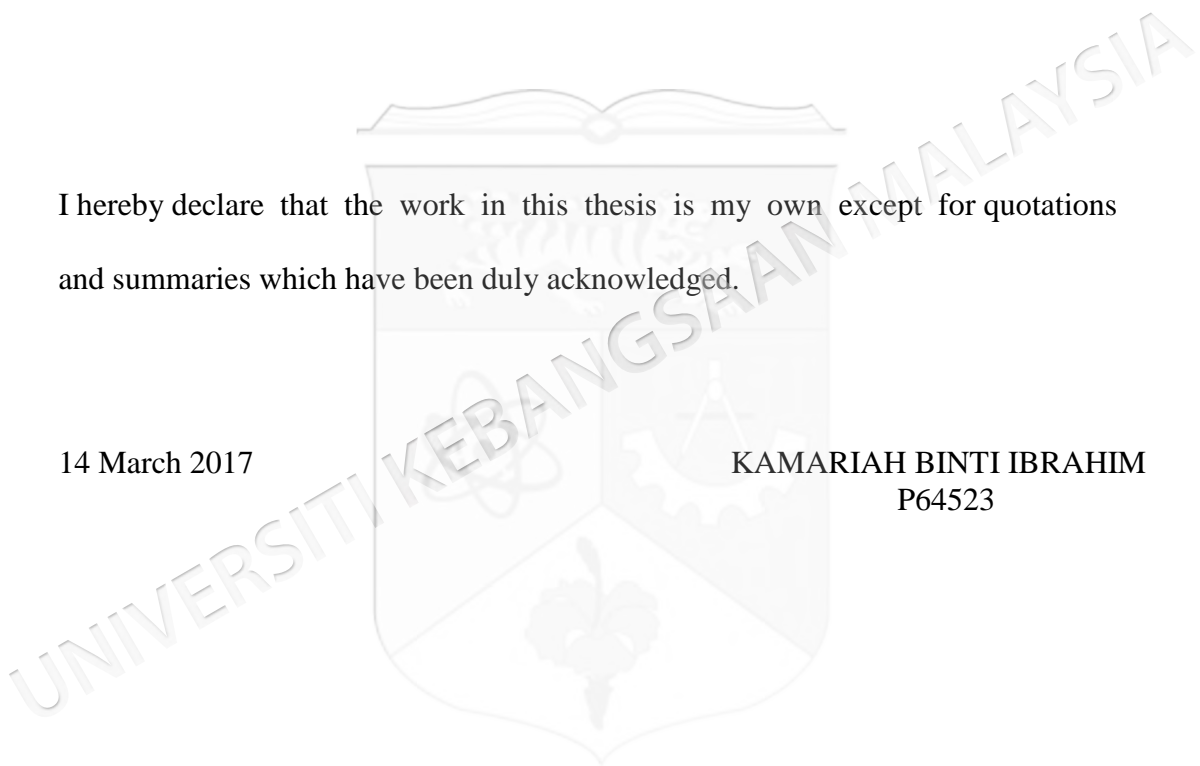 I hereby declare that the work in this thesis is my own except for quotations
and summaries which have been duly acknowledged.
14 March 2017
KAMARIAH BINTI IBRAHIM
P64523
UNIVERSITI KEBANGSAAN MALAYSIA